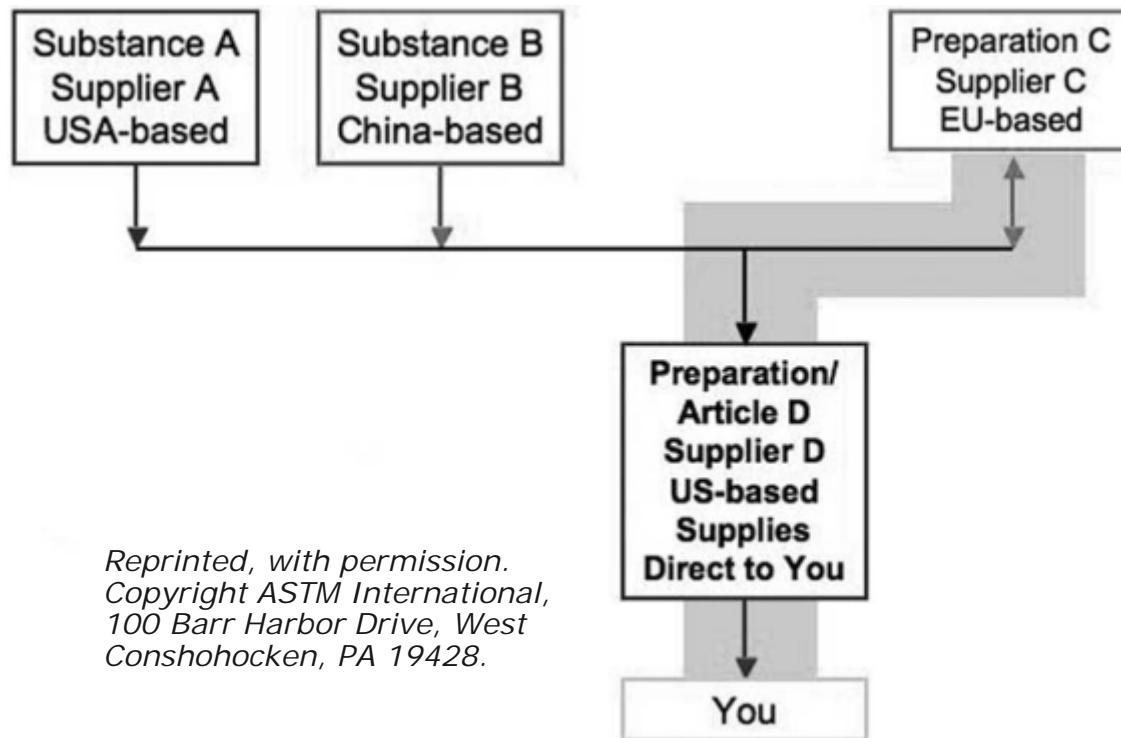 Substance A
Supplier A
USA-based
Substance B
Supplier B
China-based
Preparation C
Supplier C
EU-based
Preparation/
Article D
Supplier D
US-based
Supplies
Direct to You
Reprinted, with permission.
Copyright ASTM International,
100 Barr Harbor Drive, West
Conshohocken, PA 19428.
You